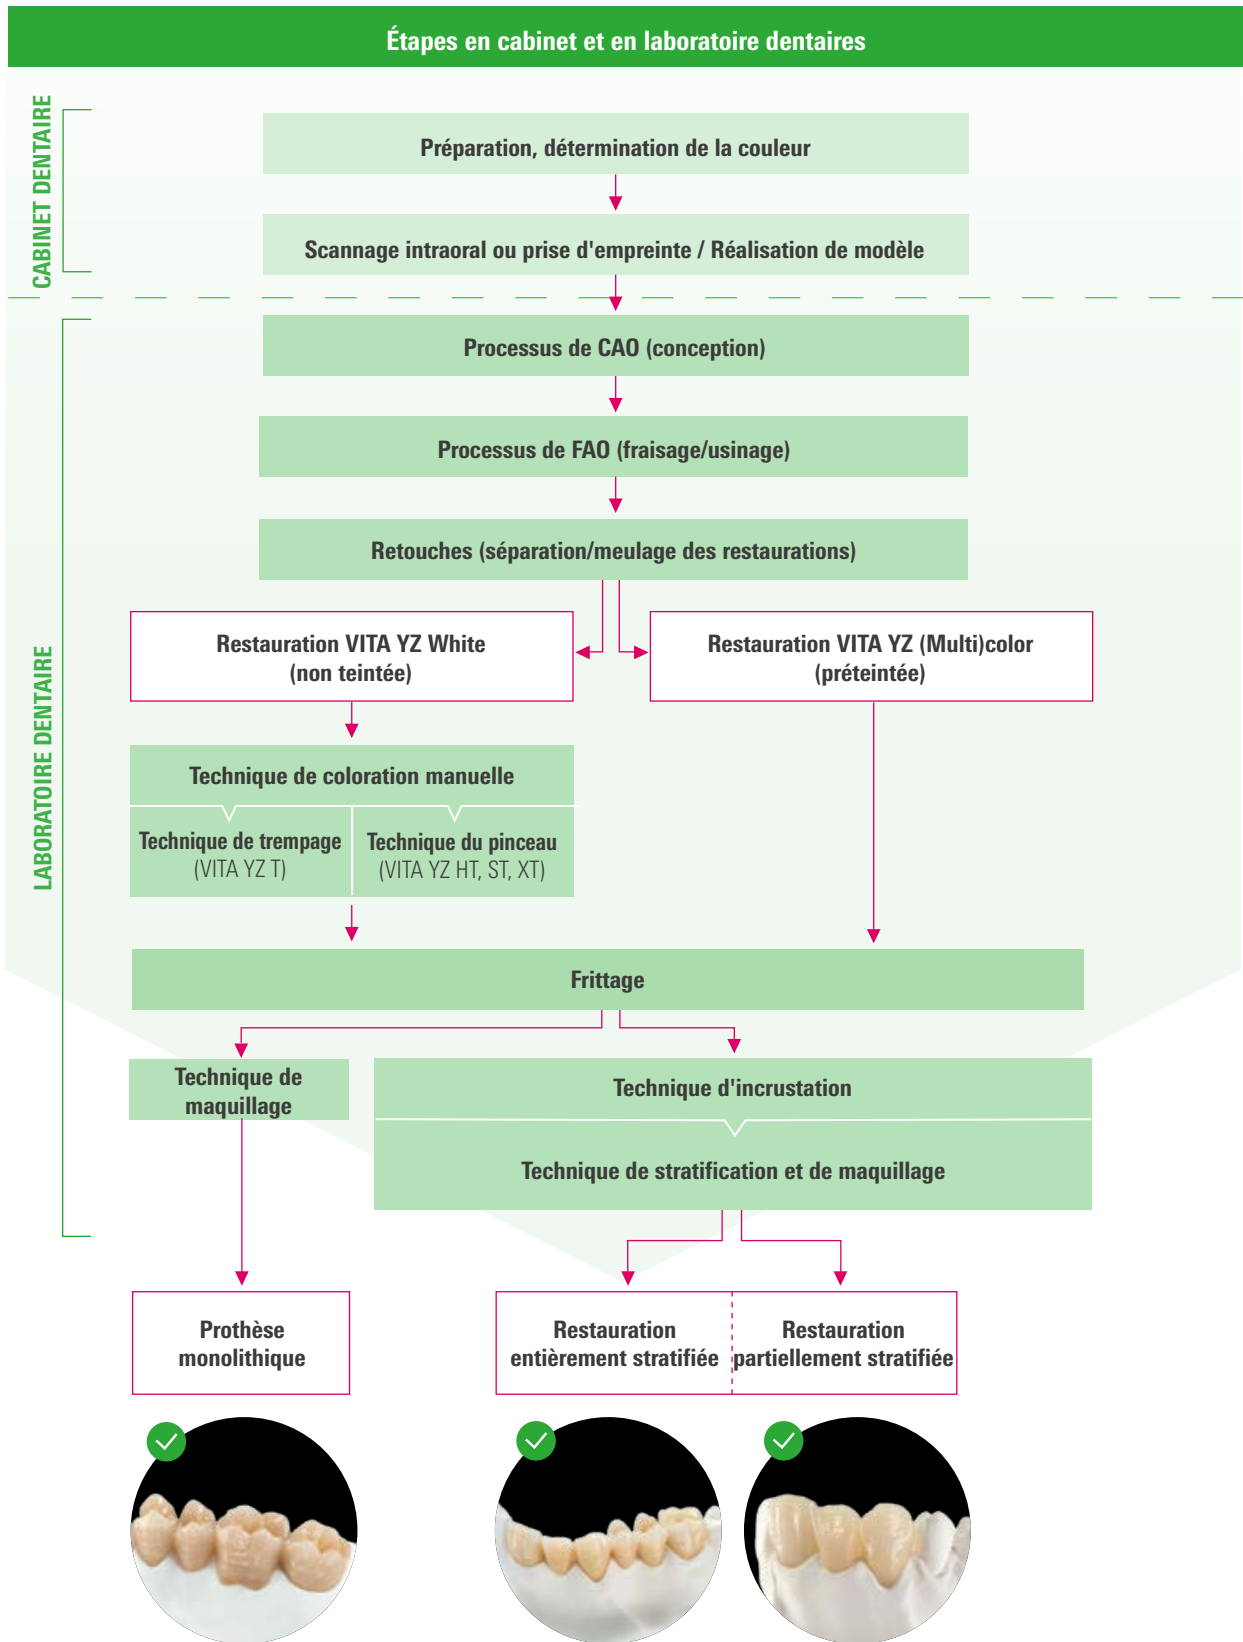 Étapes en cabinet et en laboratoire dentaires
CABINET DENTAIRE
Préparation, détermination de la couleur
Scannage intraoral ou prise d'empreinte / Réalisation de modèle
LABORATOIRE DENTAIRE
Processus de CAO (conception)
Processus de FAO (fraisage/usinage)
Retouches (séparation/meulage des restaurations)
Restauration VITA YZ White
(non teintée)
Restauration VITA YZ (Multi)color
(préteintée)
Technique de coloration manuelle
Technique de trempage
(VITA YZ T)
Technique du pinceau
(VITA YZ HT, ST, XT)
Frittage
Technique de
maquillage
Technique d'incrustation
Technique de stratification et de maquillage
Prothèse
monolithique
Restauration
entièrement stratifiée
Restauration
partiellement stratifiée